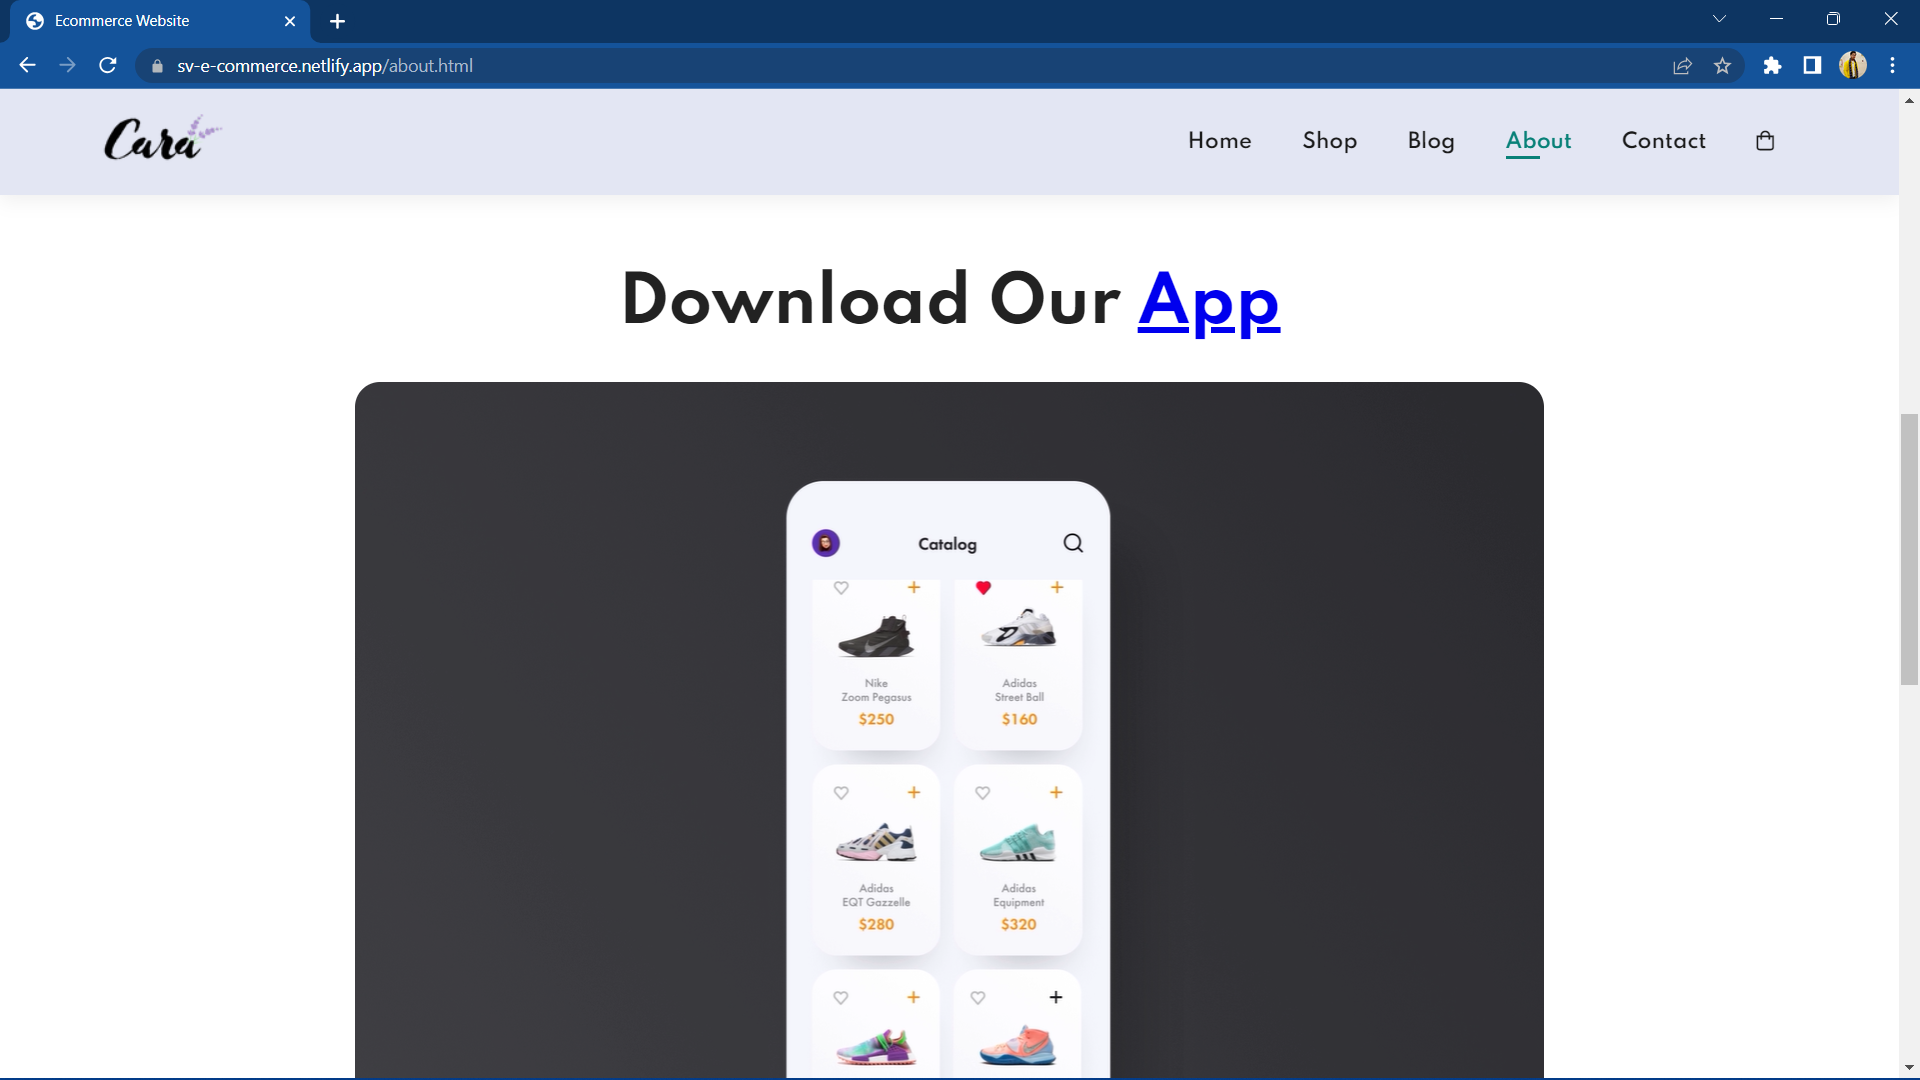 Ecommerce Website
sv-e-commerce.netlify.app/about.html
Cara
Home
Shop
Blog
About
Contact
Download Our App
Catalog
Nike
Zoom Pegasus
$250
Adidas
Street Ball
$160
Adidas
EQT Gazzelle
$280
Adidas
Equipment
$320